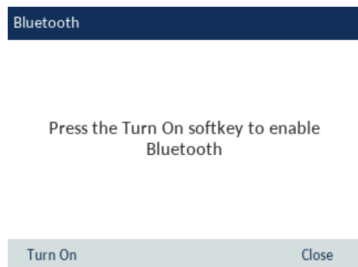 Bluetooth
Press the Turn On softkey to enable
Bluetooth
Turn On
Close